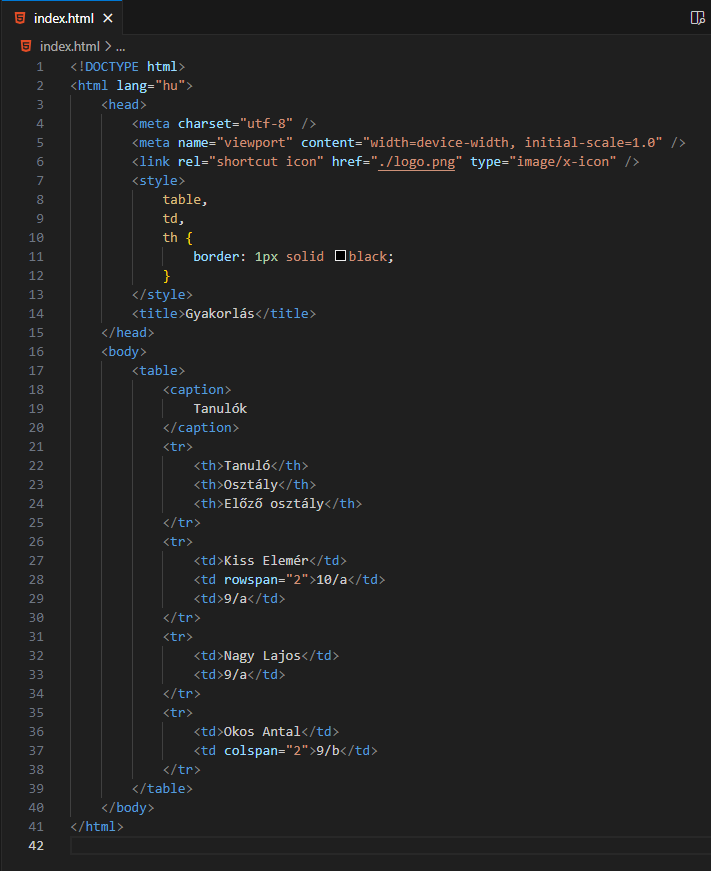 index.html
index.html > ...
1 <!DOCTYPE html>
2 <html lang="hu">
3     <head>
4         <meta charset="utf-8" />
5         <meta name="viewport" content="width=device-width, initial-scale=1.0" />
6         <link rel="shortcut icon" href="./logo.png" type="image/x-icon" />
7         <style>
8             table,
9             td,
10             th {
11                 border: 1px solid black;
12             }
13         </style>
14         <title>Gyakorlás</title>
15     </head>
16     <body>
17         <table>
18             <caption>
19                 Tanulók
20             </caption>
21             <tr>
22                 <th>Tanuló</th>
23                 <th>Osztály</th>
24                 <th>Előző osztály</th>
25             </tr>
26             <tr>
27                 <td>Kiss Elemér</td>
28                 <td rowspan="2">10/a</td>
29                 <td>9/a</td>
30             </tr>
31             <tr>
32                 <td>Nagy Lajos</td>
33                 <td>9/a</td>
34             </tr>
35             <tr>
36                 <td>Okos Antal</td>
37                 <td colspan="2">9/b</td>
38             </tr>
39         </table>
40     </body>
41 </html>
42